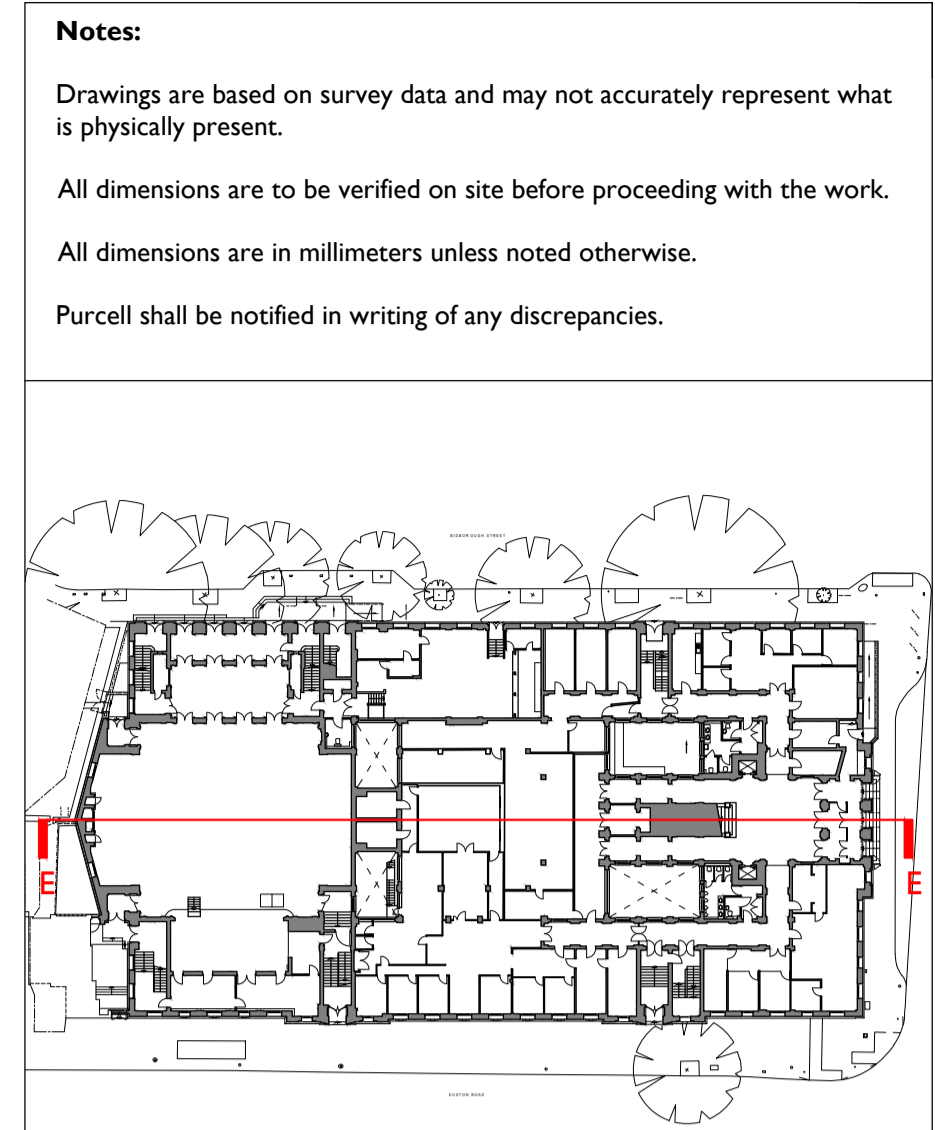 Notes:
Drawings are based on survey data and may not accurately represent what
is physically present.
All dimensions are to be verified on site before proceeding with the work.
All dimensions are in millimeters unless noted otherwise.
Purcell shall be notified in writing of any discrepancies.
BIDBOROUGH STREET
E
E
EUSTON ROAD